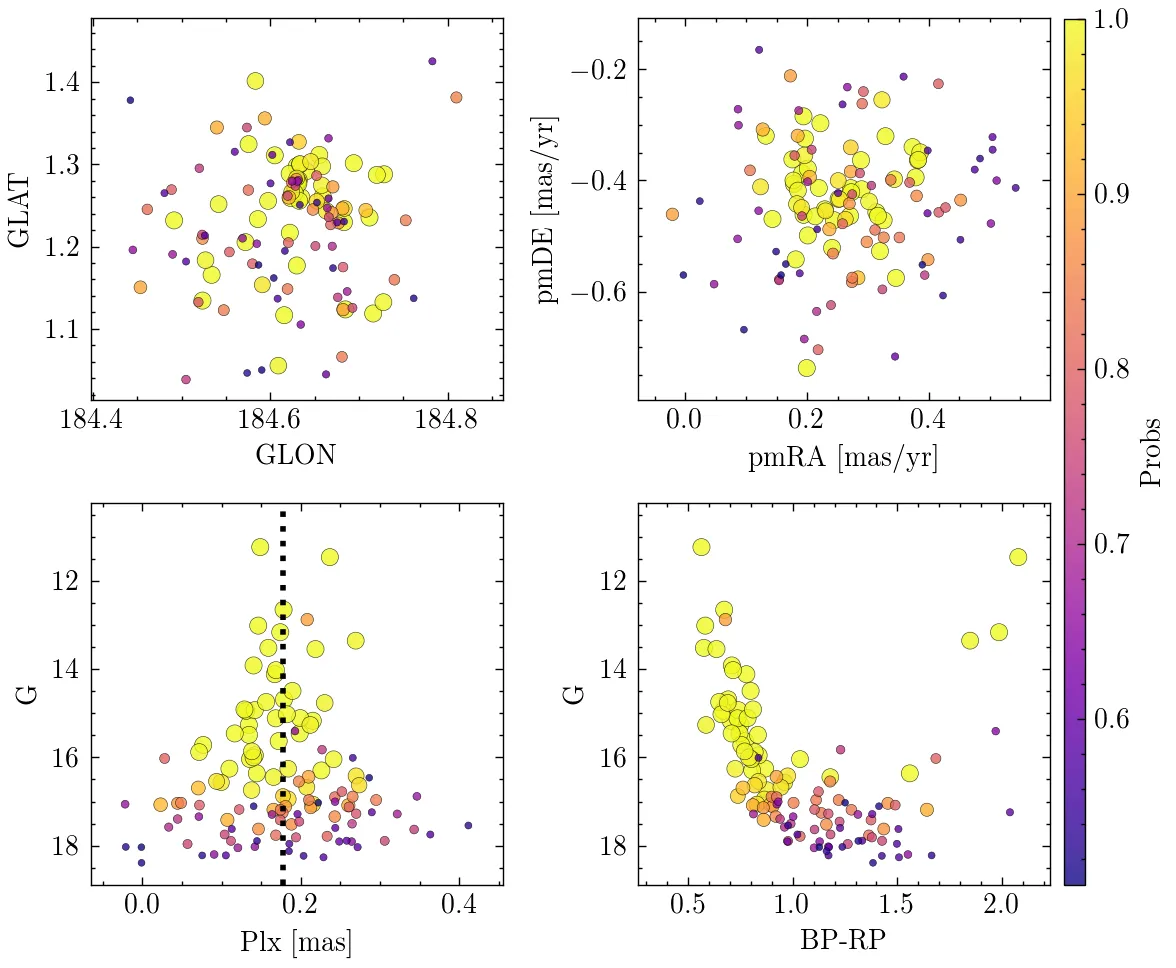 1.4
1.3
1.2
1.1
184.4 184.6 184.8
GLON
GLAT
−0.2
−0.4
−0.6
0.0 0.2 0.4
pmRA [mas/yr]
pmDE [mas/yr]
1.0
0.9
0.8
0.7
0.6
Probs
12
14
16
18
0.0 0.2 0.4
Plx [mas]
G
12
14
16
18
0.5 1.0 1.5 2.0
BP-RP
G